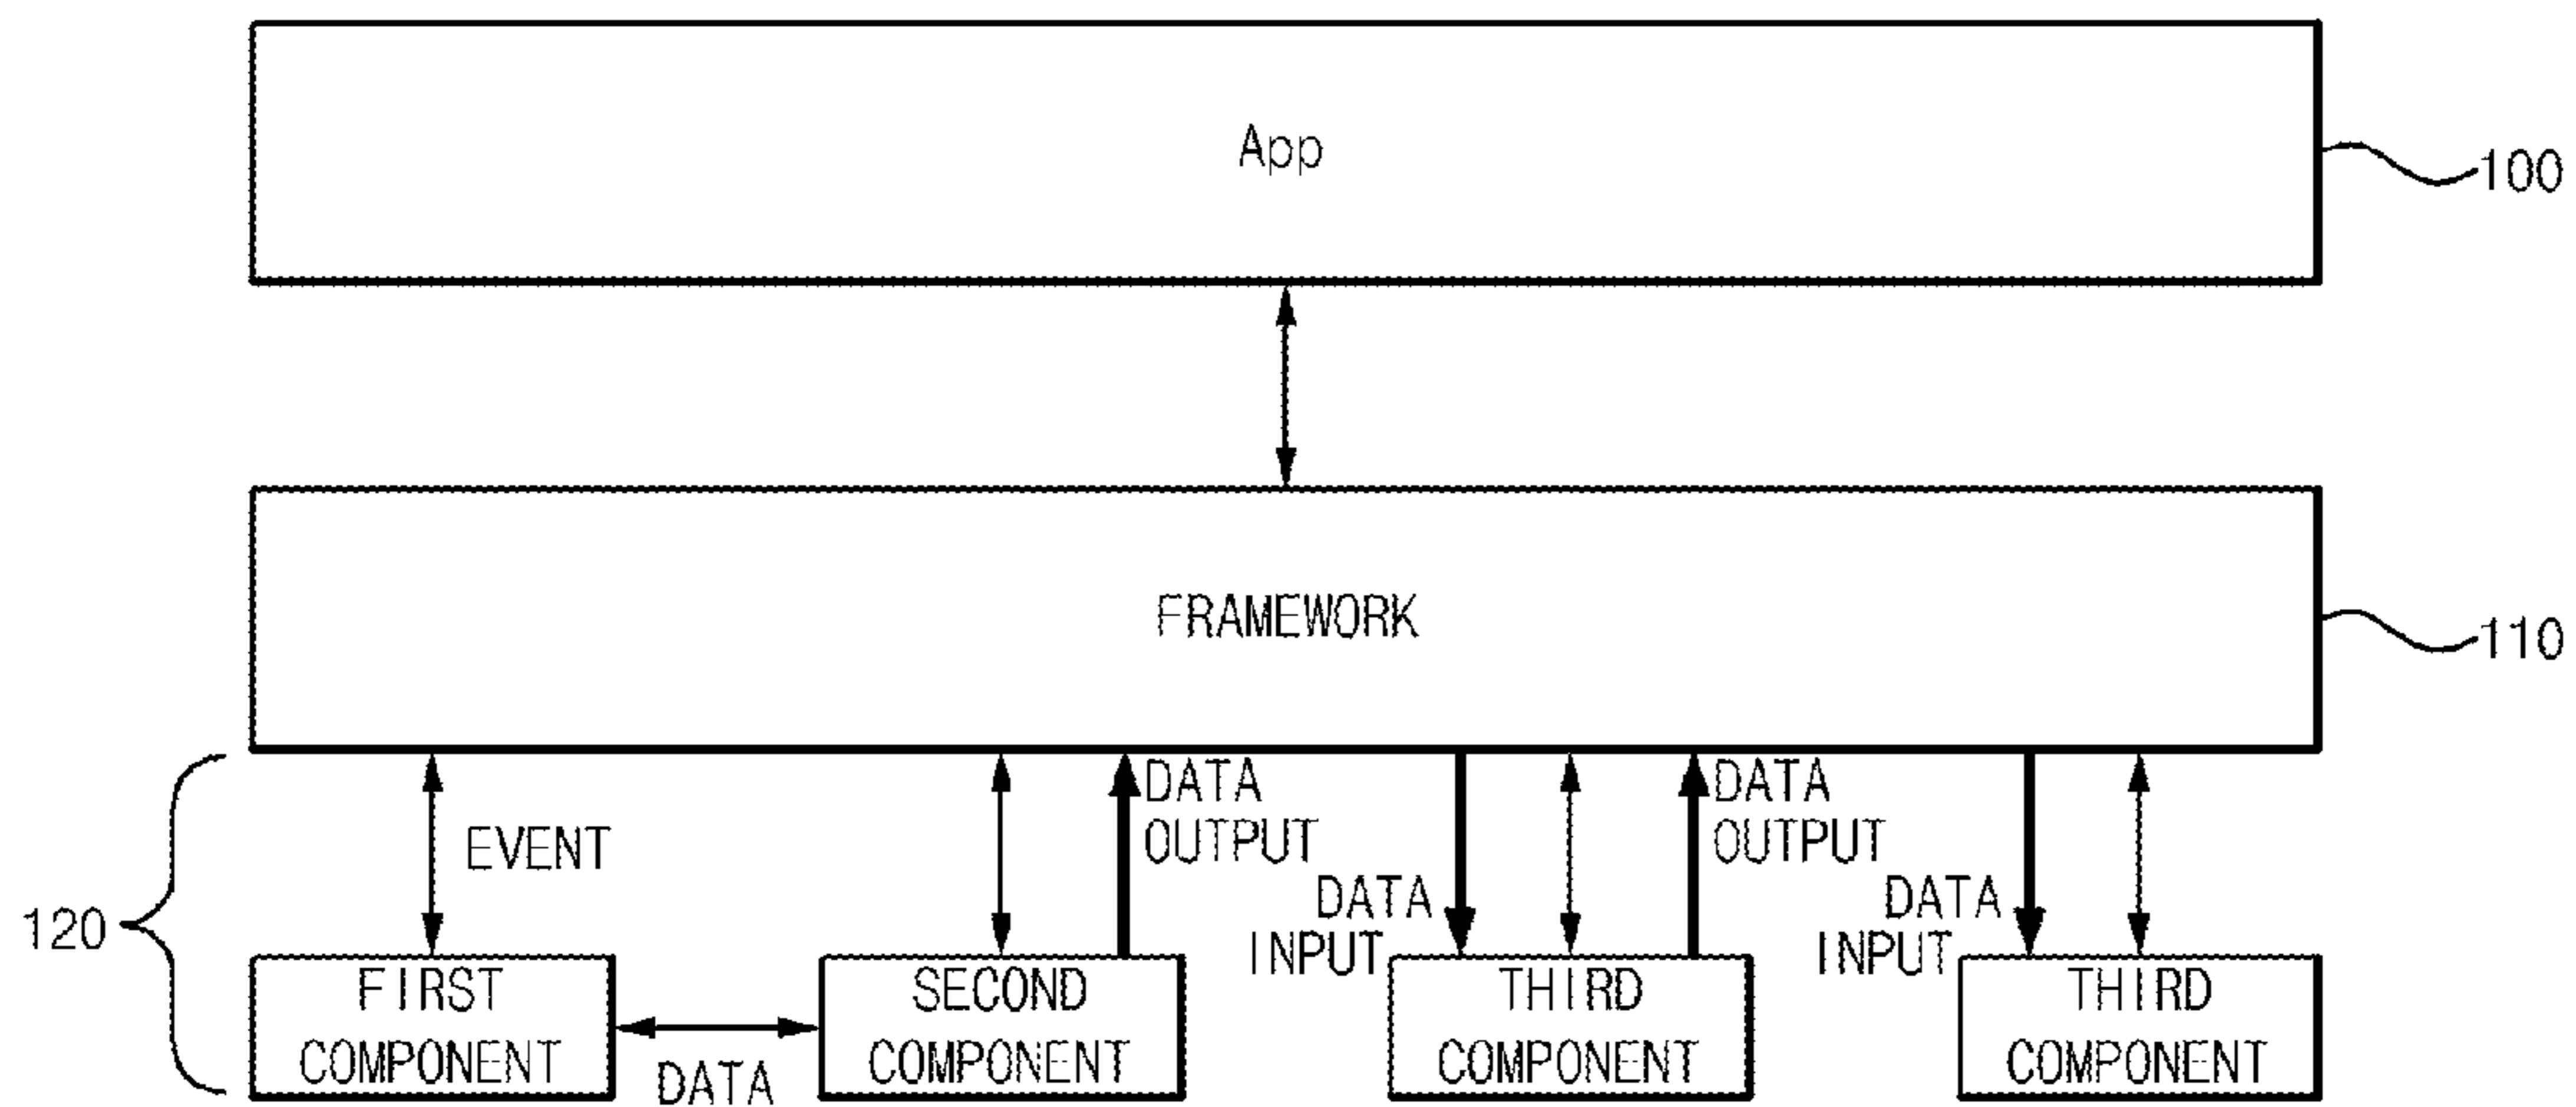 App
100
FRAMEWORK
110
DATA
OUTPUT
DATA
OUTPUT
EVENT
DATA
INPUT
DATA
INPUT
120
FIRST
COMPONENT
SECOND
COMPONENT
THIRD
COMPONENT
THIRD
COMPONENT
DATA